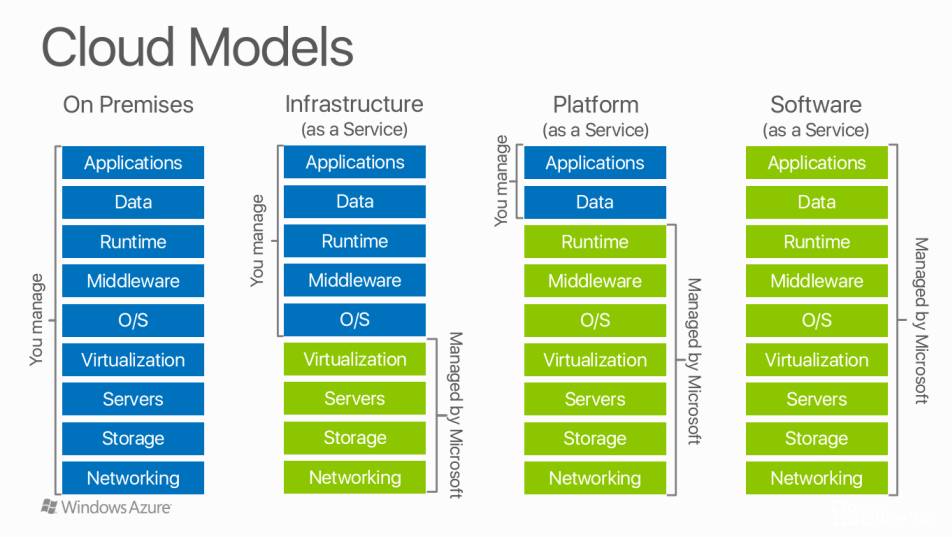 Cloud Models
On Premises
You manage
Applications
Data
Runtime
Middleware
O/S
Virtualization
Servers
Storage
Networking
Infrastructure
(as a Service)
You manage
Applications
Data
Runtime
Middleware
O/S
Virtualization
Servers
Storage
Networking
Managed by Microsoft
Platform
(as a Service)
You manage
Applications
Data
Runtime
Middleware
O/S
Virtualization
Servers
Storage
Networking
Managed by Microsoft
Software
(as a Service)
Applications
Data
Runtime
Middleware
O/S
Virtualization
Servers
Storage
Networking
Managed by Microsoft
Windows Azure